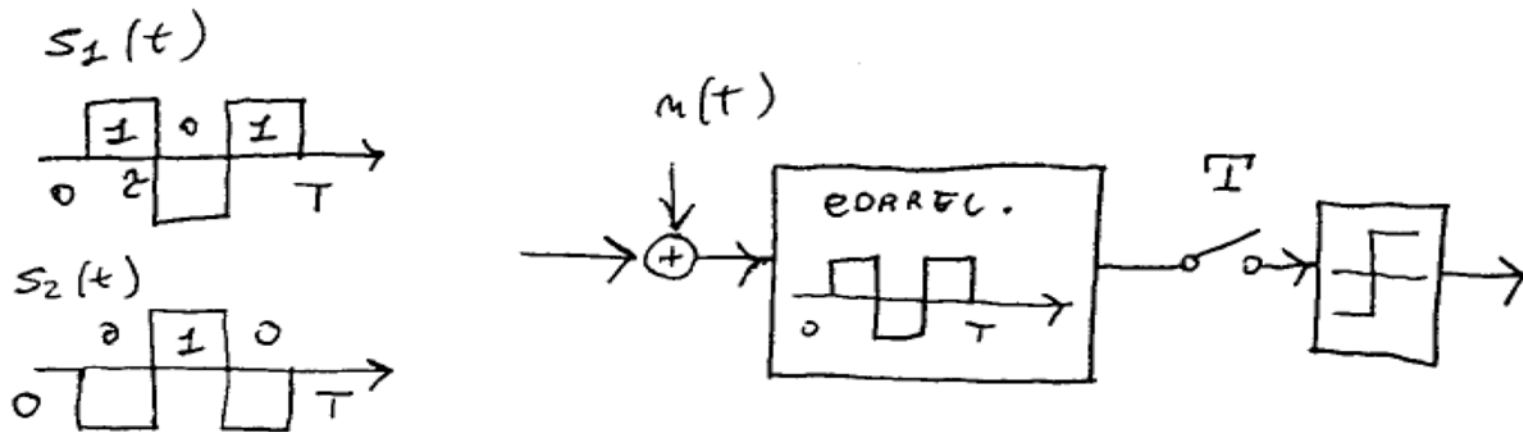 S1 (t)
1 0 1
0 2 T
S2 (t)
0 1 0
0 T
n(t)
CORREL.
0 T
T